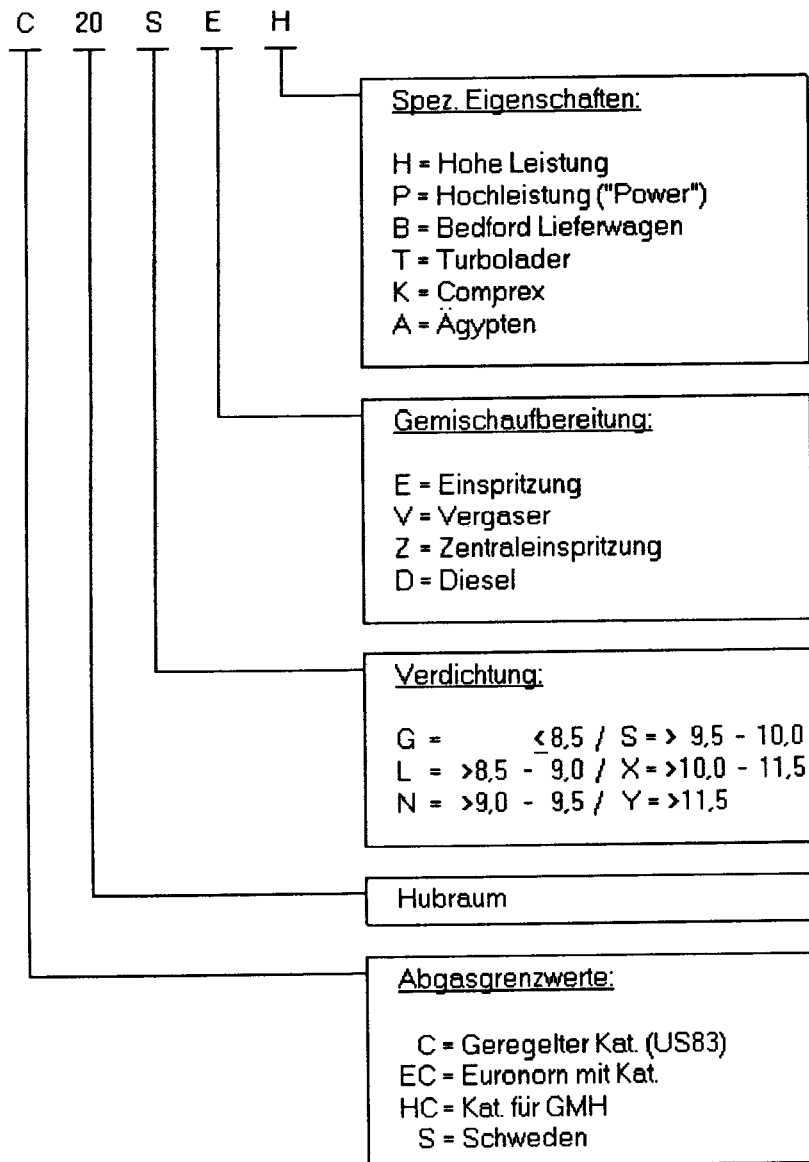 C 20 S E H
Spez. Eigenschaften:
H = Hohe Leistung
P = Hochleistung ("Power")
B = Bedford Lieferwagen
T = Turbolader
K = Comprex
A = Ägypten
Gemischaufbereitung:
E = Einspritzung
V = Vergaser
Z = Zentraleinspritzung
D = Diesel
Verdichtung:
G = ≤8,5 / S = > 9,5 - 10,0
L = >8,5 - 9,0 / X = >10,0 - 11,5
N = >9,0 - 9,5 / Y = >11,5
Hubraum
Abgasgrenzwerte:
C = Geregelter Kat. (US83)
EC = Euronorn mit Kat.
HC = Kat. für GMH
S = Schweden